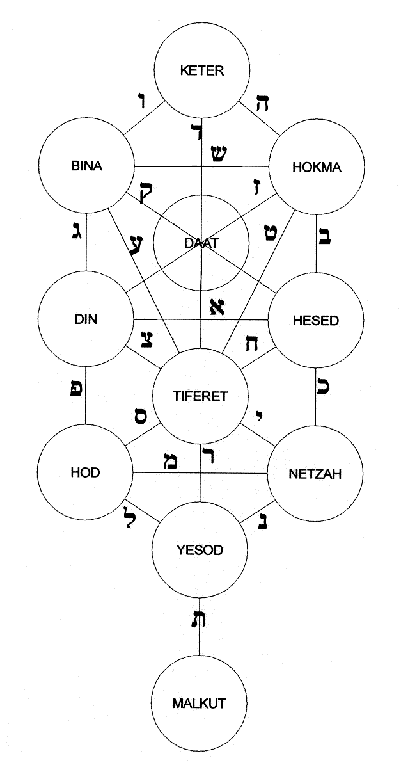 KETER
ו
ה
ד
ש
BINA
HOKMA
ק
ז
ג
ע
ט
ב
DAAT
א
DIN
HESED
צ
ח
פ
כ
TIFERET
ס
י
מ
ר
HOD
NETZAH
ל
נ
YESOD
ת
MALKUT